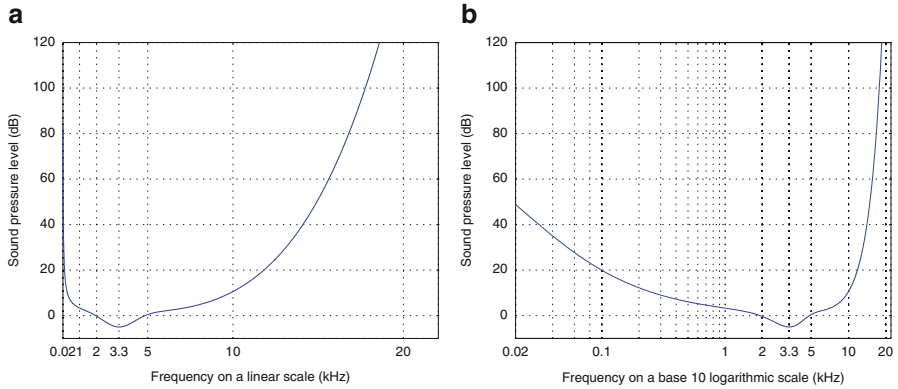 a
120
100
80
60
40
20
0
Sound pressure level (dB)
0.021 2 3.3 5 10 20
Frequency on a linear scale (kHz)
b
120
100
80
60
40
20
0
Sound pressure level (dB)
0.02 0.1 1 2 3.3 5 10 20
Frequency on a base 10 logarithmic scale (kHz)